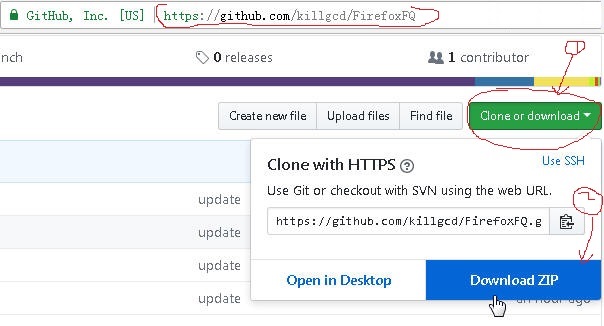 GitHub, Inc. [US] https://github.com/killgcd/FirefoxFQ
nch 0 releases 1 contributor
Create new file Upload files Find file Clone or download
1
Clone with HTTPS Use SSH
Use Git or checkout with SVN using the web URL.
update
https://github.com/killgcd/FirefoxFQ.g
2
update
update
Open in Desktop Download ZIP
update an hour ago